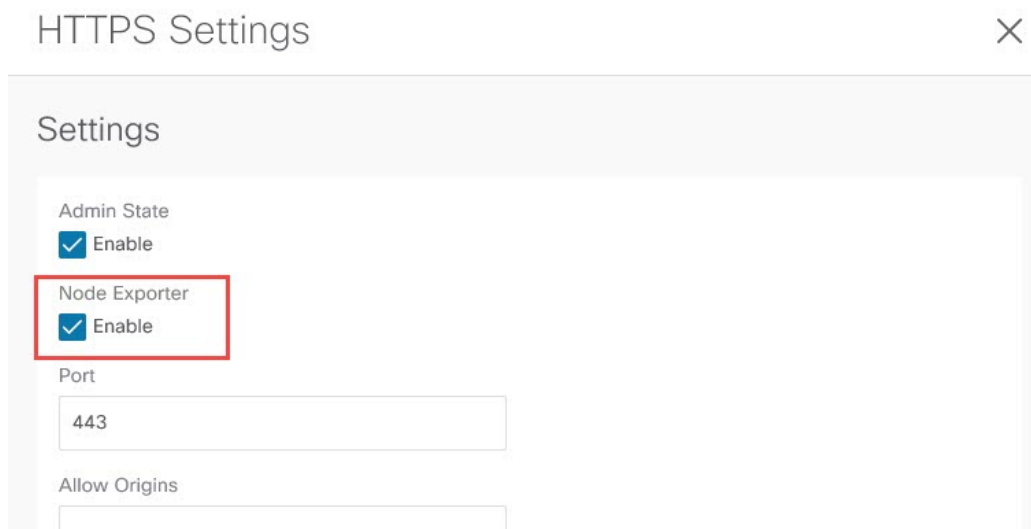 HTTPS Settings
Settings
Admin State
Enable
Node Exporter
Enable
Port
443
Allow Origins